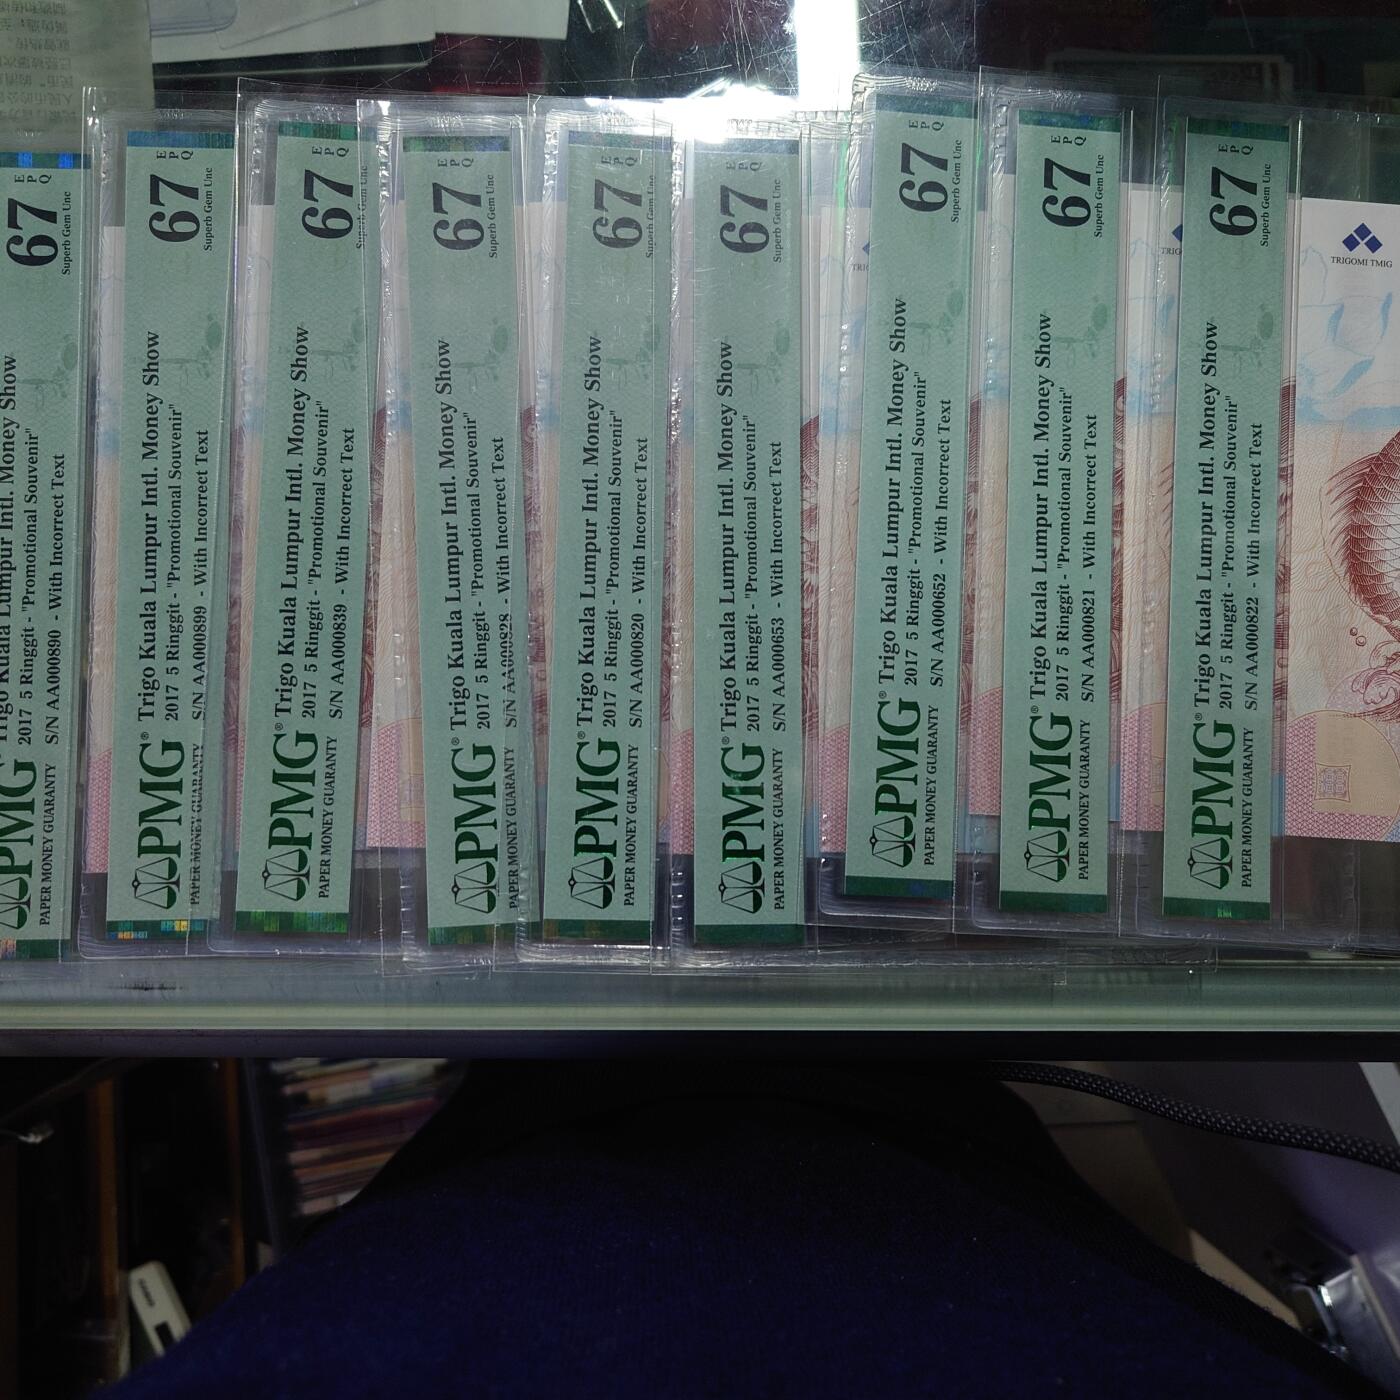 67
EPQ
Superb Gem Unc
Trigo Kuala Lumpur Intl. Money Show
2017 5 Ringgit - "Promotional Souvenir"
S/N AA000890 - With Incorrect Text
PMG
PAPER MONEY GUARANTY
67
EPQ
Superb Gem Unc
Trigo Kuala Lumpur Intl. Money Show
2017 5 Ringgit - "Promotional Souvenir"
S/N AA000899 - With Incorrect Text
PMG®
PAPER MONEY GUARANTY
67
EPQ
Superb Gem Unc
Trigo Kuala Lumpur Intl. Money Show
2017 5 Ringgit - "Promotional Souvenir"
S/N AA000839 - With Incorrect Text
PMG®
PAPER MONEY GUARANTY
67
EPQ
Superb Gem Unc
Trigo Kuala Lumpur Intl. Money Show
2017 5 Ringgit - "Promotional Souvenir"
S/N AA000828 - With Incorrect Text
PMG®
PAPER MONEY GUARANTY
67
EPQ
Superb Gem Unc
Trigo Kuala Lumpur Intl. Money Show
2017 5 Ringgit - "Promotional Souvenir"
S/N AA000820 - With Incorrect Text
PMG®
PAPER MONEY GUARANTY
67
EPQ
Superb Gem Unc
Trigo Kuala Lumpur Intl. Money Show
2017 5 Ringgit - "Promotional Souvenir"
S/N AA000653 - With Incorrect Text
PMG®
PAPER MONEY GUARANTY
67
EPQ
Superb Gem Unc
Trigo Kuala Lumpur Intl. Money Show
2017 5 Ringgit - "Promotional Souvenir"
S/N AA000652 - With Incorrect Text
PMG®
PAPER MONEY GUARANTY
67
EPQ
Superb Gem Unc
Trigo Kuala Lumpur Intl. Money Show
2017 5 Ringgit - "Promotional Souvenir"
S/N AA000821 - With Incorrect Text
PMG®
PAPER MONEY GUARANTY
67
EPQ
Superb Gem Unc
Trigo Kuala Lumpur Intl. Money Show
2017 5 Ringgit - "Promotional Souvenir"
S/N AA000822 - With Incorrect Text
PMG®
PAPER MONEY GUARANTY
TRIGOMI TMIG